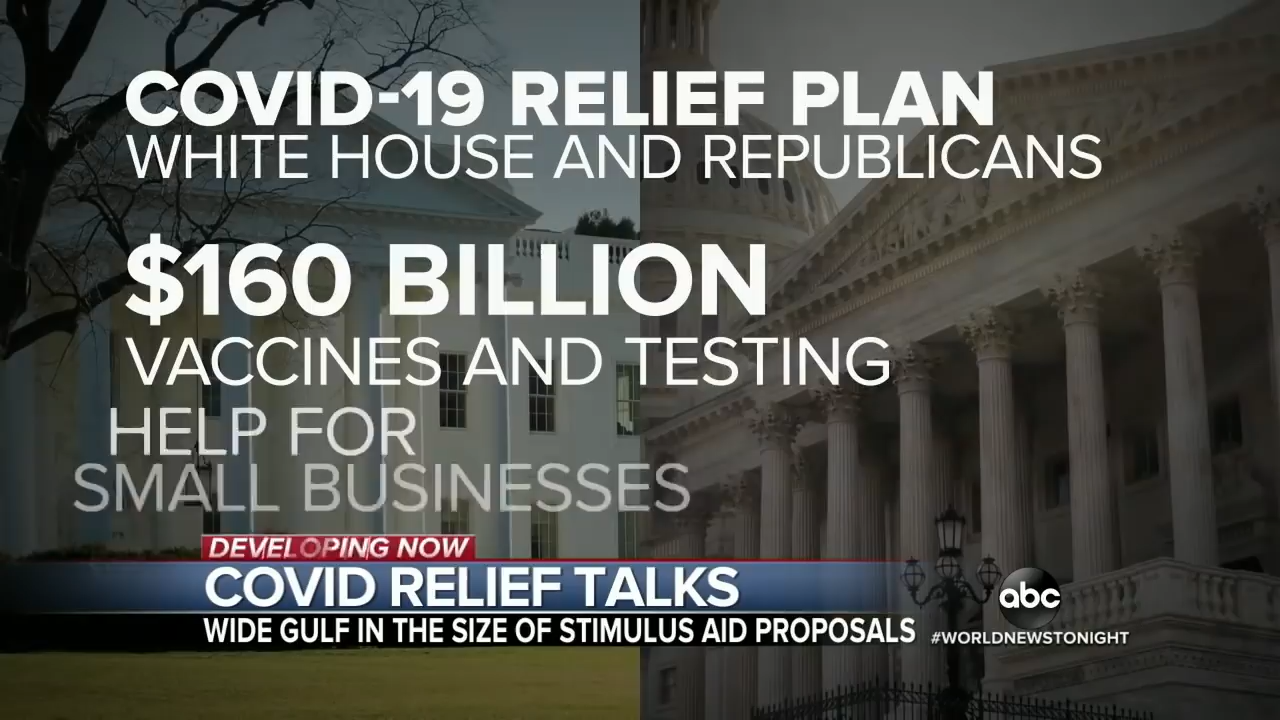 COVID-19 RELIEF PLAN
WHITE HOUSE AND REPUBLICANS
$160 BILLION
VACCINES AND TESTING
HELP FOR
SMALL BUSINESSES
DEVELOPING NOW
COVID RELIEF TALKS
WIDE GULF IN THE SIZE OF STIMULUS AID PROPOSALS
abc
#WORLDNEWSTONIGHT